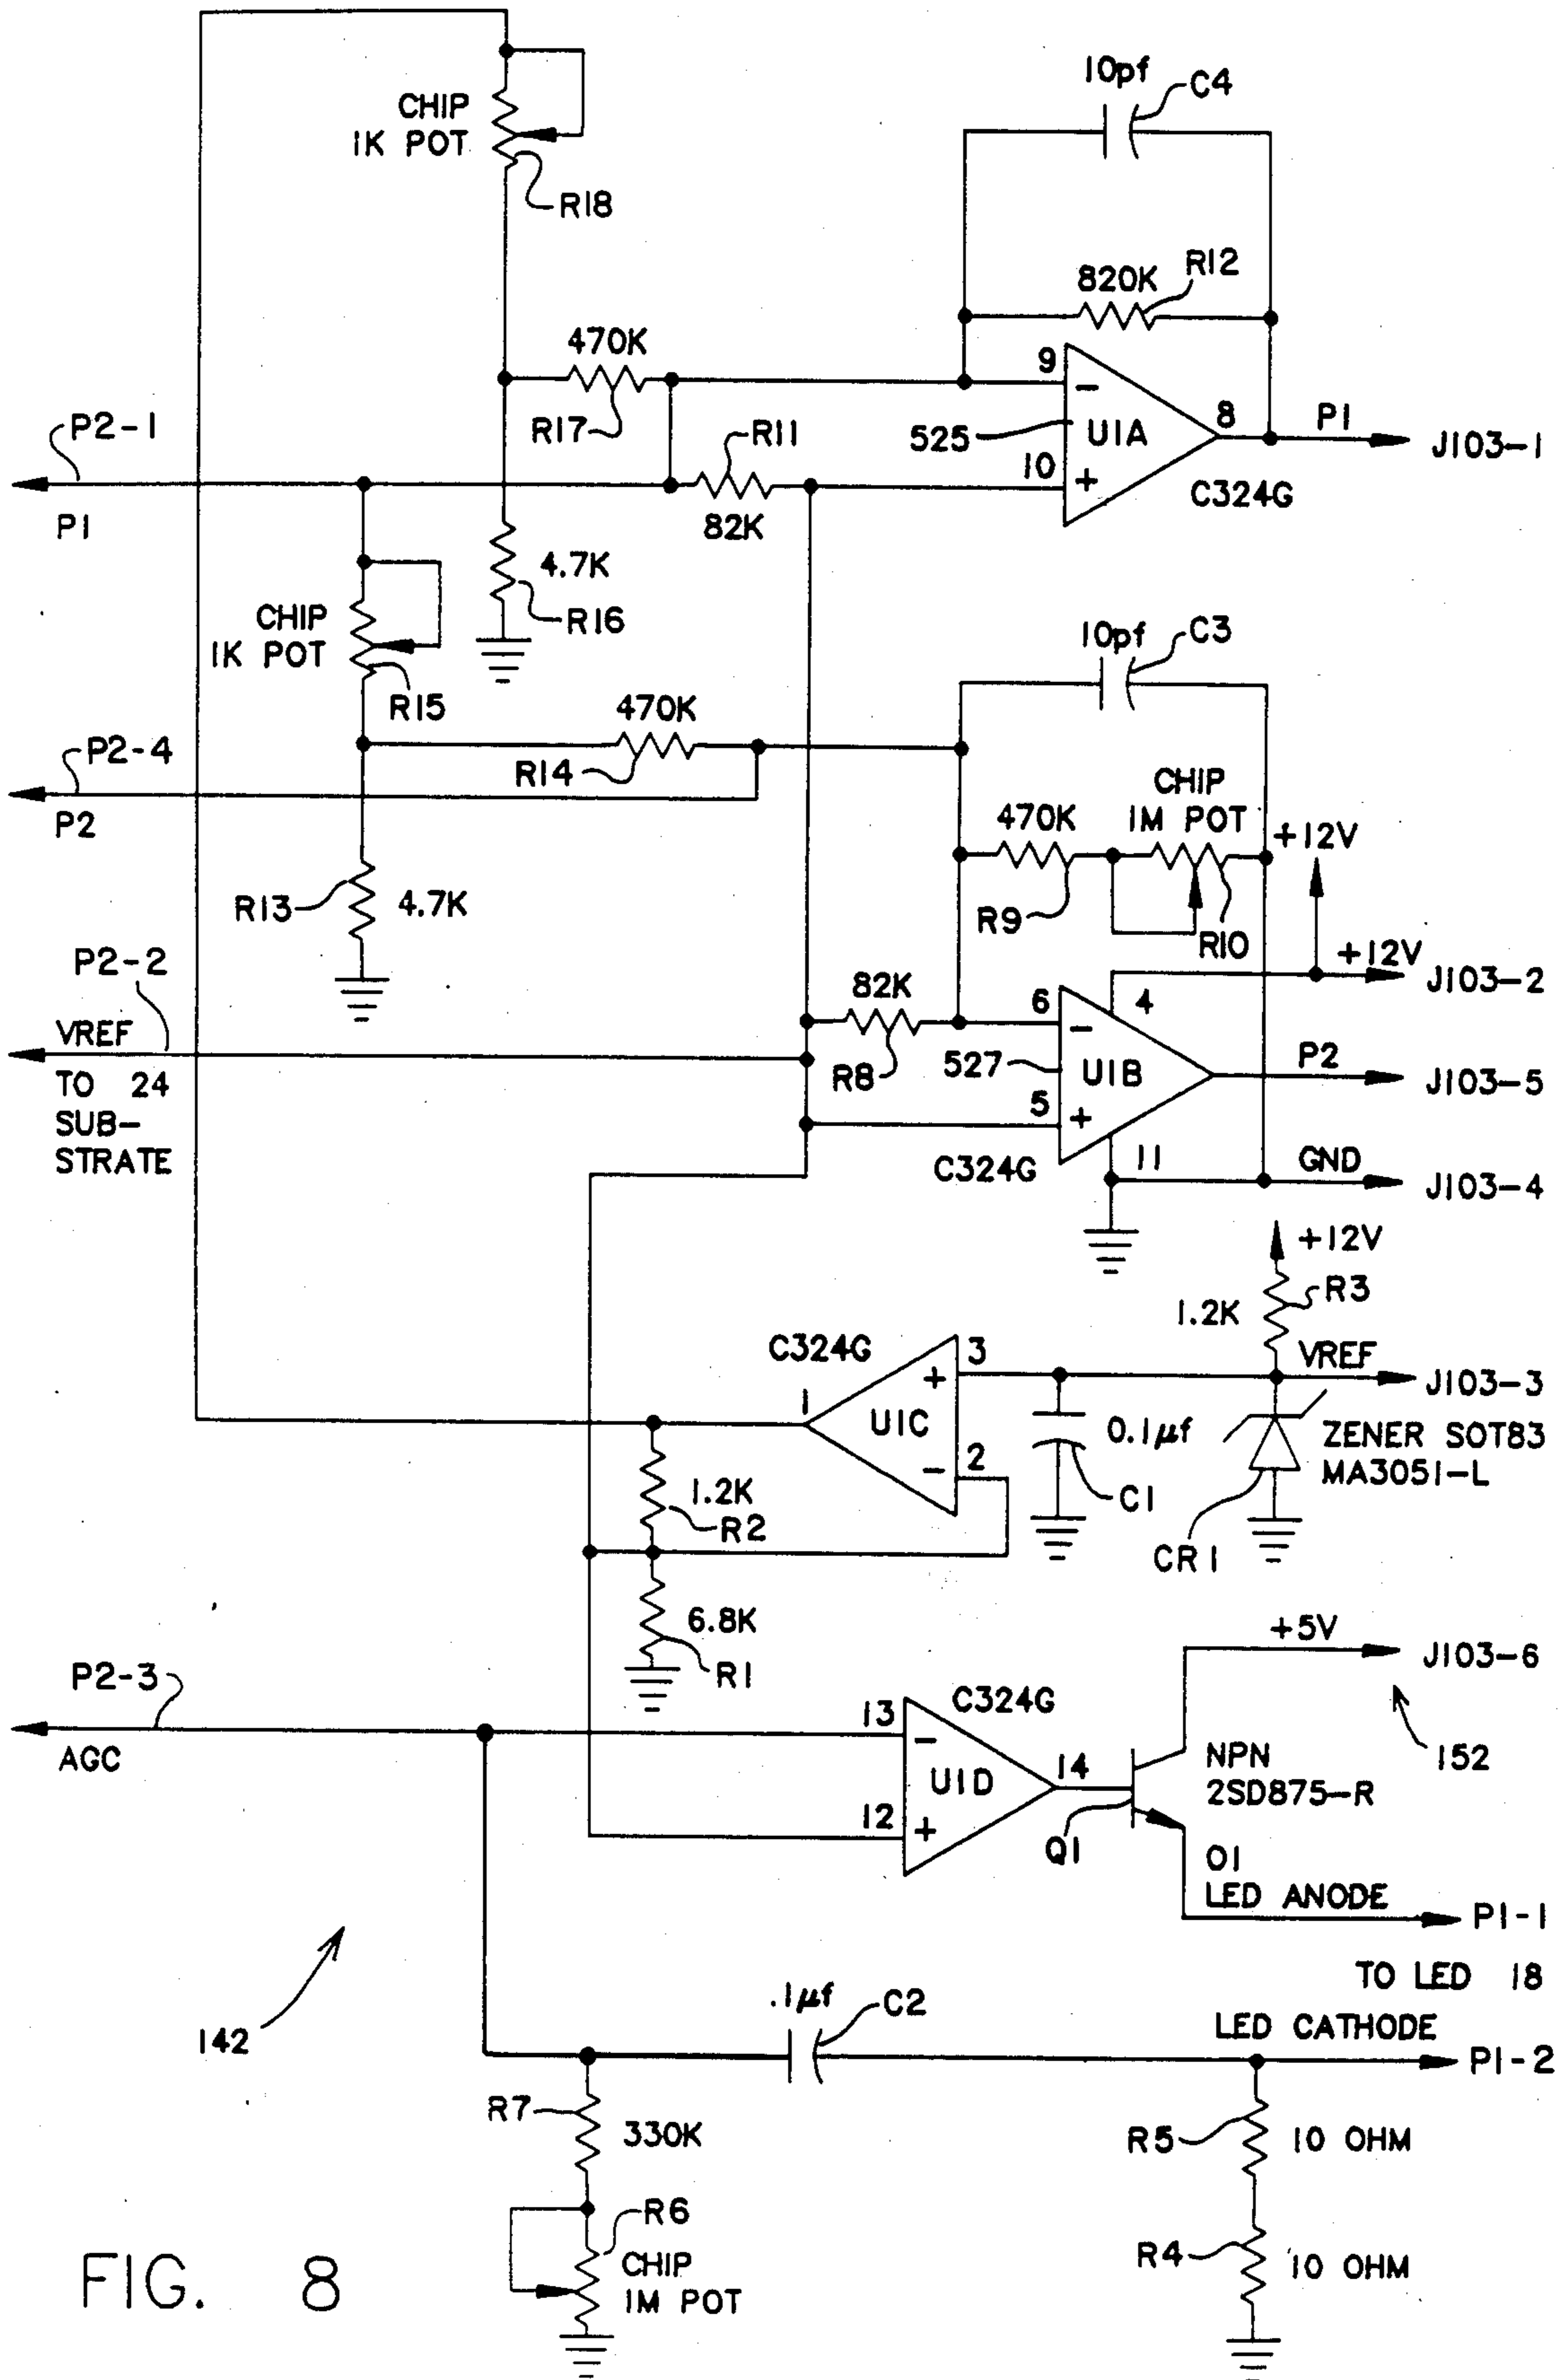 10pf
C4
CHIP
1K POT
R18
820K
R12
470K
R17
9
−
525
U1A
8
P1
J103-1
10
+
C324G
P2-1
P1
R11
82K
4.7K
R16
CHIP
1K POT
R15
10pf
C3
470K
R14
P2-4
P2
CHIP
1M POT
470K
R9
R10
+12V
+12V
J103-2
R13
4.7K
P2-2
VREF
TO 24
SUB-
STRATE
82K
R8
6
−
4
527
U1B
P2
J103-5
5
+
C324G
11
GND
J103-4
+12V
1.2K
R3
VREF
J103-3
C324G
3
+
1
U1C
2
−
0.1µf
C1
ZENER SOT83
MA3051-L
CR1
1.2K
R2
6.8K
R1
+5V
J103-6
P2-3
AGC
C324G
13
−
U1D
14
12
+
NPN
2SD875-R
152
Q1
01
LED ANODE
P1-1
TO LED 18
142
.1µf
C2
LED CATHODE
P1-2
R7
330K
R5
10 OHM
R6
CHIP
1M POT
R4
10 OHM
FIG. 8